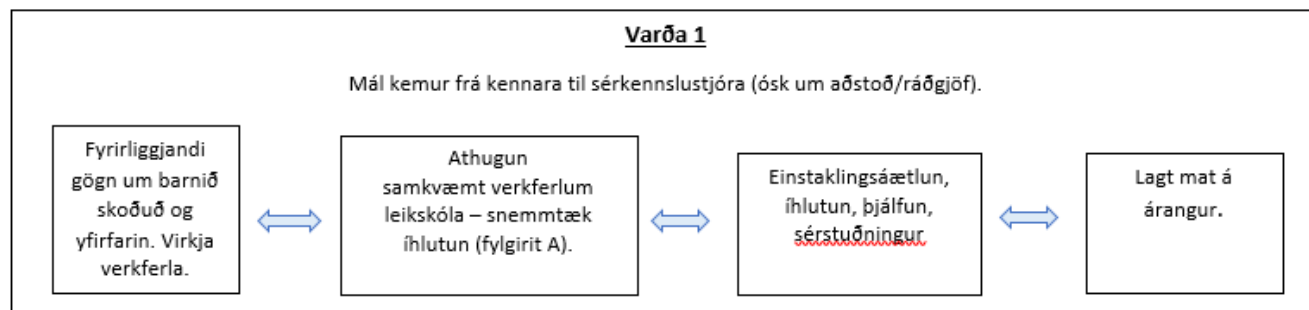 Varða 1
Mál kemur frá kennara til sérkennslustjóra (ósk um aðstoð/ráðgjöf).
Fyrirliggjandi
gögn um barnið
skoðuð og
yfirfarin. Virkja
verkferla.
Athugun
samkvæmt verkferlum
leikskóla – snemmtæk
íhlutun (fylgirit A).
Einstaklingsáætlun,
íhlutun, þjálfun,
sérstuðningur
Lagt mat á
árangur.